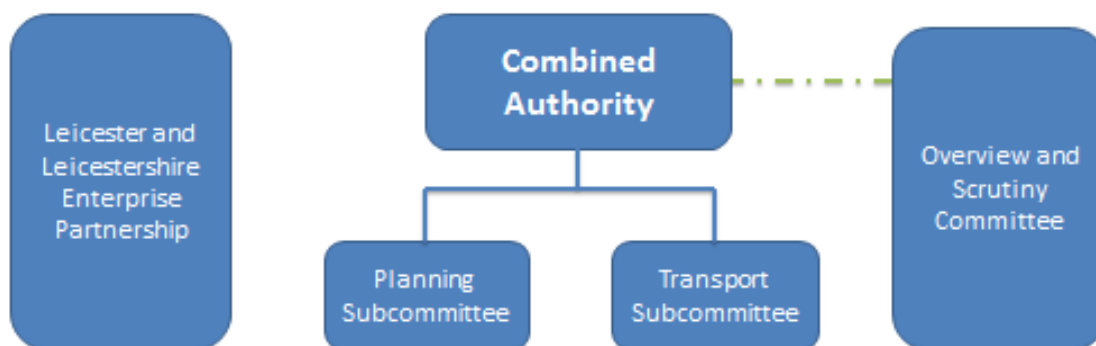 Leicester and
Leicestershire
Enterprise
Partnership
Combined
Authority
Planning
Subcommittee
Transport
Subcommittee
Overview and
Scrutiny
Committee